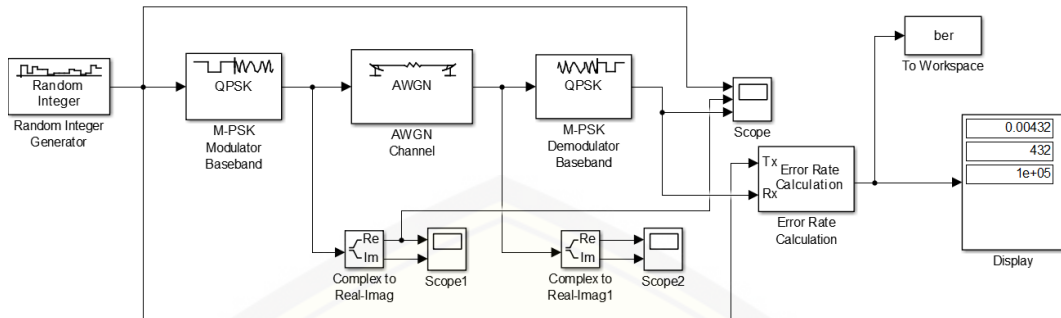 Random
Integer
Random Integer
Generator
QPSK
M-PSK
Modulator
Baseband
AWGN
AWGN
Channel
QPSK
M-PSK
Demodulator
Baseband
Scope
ber
To Workspace
Tx
Rx
Error Rate
Calculation
Error Rate
Calculation
0.00432
432
1e+05
Display
Re
Im
Complex to
Real-Imag
Scope1
Re
Im
Complex to
Real-Imag1
Scope2